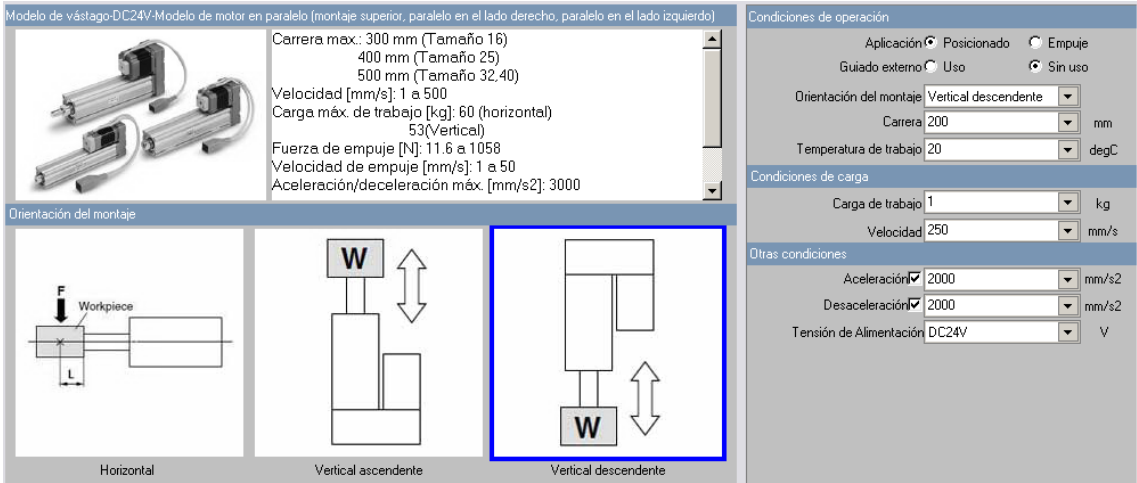 Modelo de vástago-DC24V-Modelo de motor en paralelo (montaje superior, paralelo en el lado derecho, paralelo en el lado izquierdo)
Carrera max.: 300 mm (Tamaño 16)
400 mm (Tamaño 25)
500 mm (Tamaño 32,40)
Velocidad [mm/s]: 1 a 500
Carga máx. de trabajo [kg]: 60 (horizontal)
53(Vertical)
Fuerza de empuje [N]: 11.6 a 1058
Velocidad de empuje [mm/s]: 1 a 50
Aceleración/deceleración máx. [mm/s2]: 3000
Orientación del montaje
F
Workpiece
L
Horizontal
W
Vertical ascendente
W
Vertical descendente
Condiciones de operación
Aplicación Posicionado Empuje
Guiado externo Uso Sin uso
Orientación del montaje Vertical descendente
Carrera 200 mm
Temperatura de trabajo 20 degC
Condiciones de carga
Carga de trabajo 1 kg
Velocidad 250 mm/s
Otras condiciones
Aceleración 2000 mm/s2
Desaceleración 2000 mm/s2
Tensión de Alimentación DC24V V